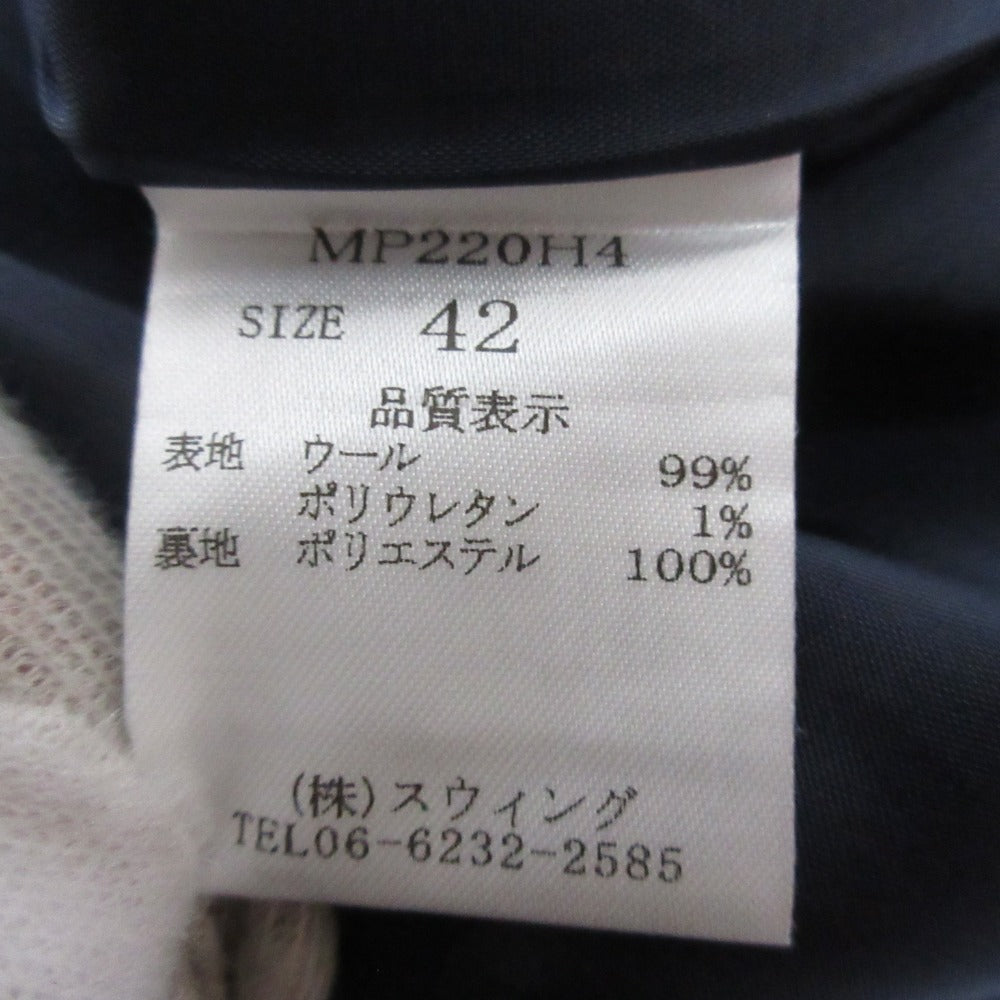 MP220H4
SIZE 42
品質表示
表地 ウール 99%
ポリウレタン 1%
裏地 ポリエステル 100%
(株)スウィング
TEL06-6232-2585